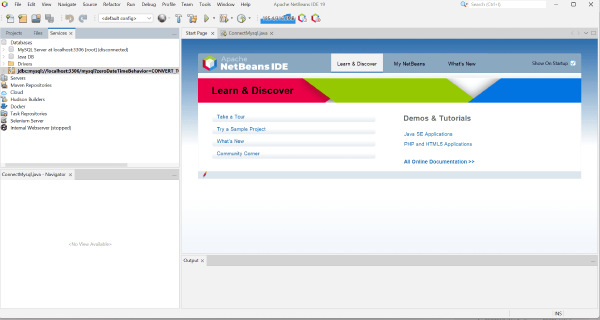 File Edit View Navigate Source Refactor Run Debug Profile Team Tools Window Help Apache NetBeans IDE 19 Search (Ctrl+I)
<default config>
Projects Files Services Start Page ConnectMysql.java
Databases
MySQL Server at localhost:3306 [root] (disconnected)
Java DB
Drivers
jdbc:mysql://localhost:3306/mysql?zeroDateTimeBehavior=CONVERT_TO
Servers
Maven Repositories
Cloud
Hudson Builders
Docker
Task Repositories
Selenium Server
Internal Webserver (stopped)
Apache
NetBeans IDE
Learn & Discover My NetBeans What's New Show On Startup
Learn & Discover
Take a Tour
Try a Sample Project
What's New
Community Corner
Demos & Tutorials
Java SE Applications
PHP and HTML5 Applications
All Online Documentation >>
ConnectMysql.java - Navigator
<No View Available>
Output
INS